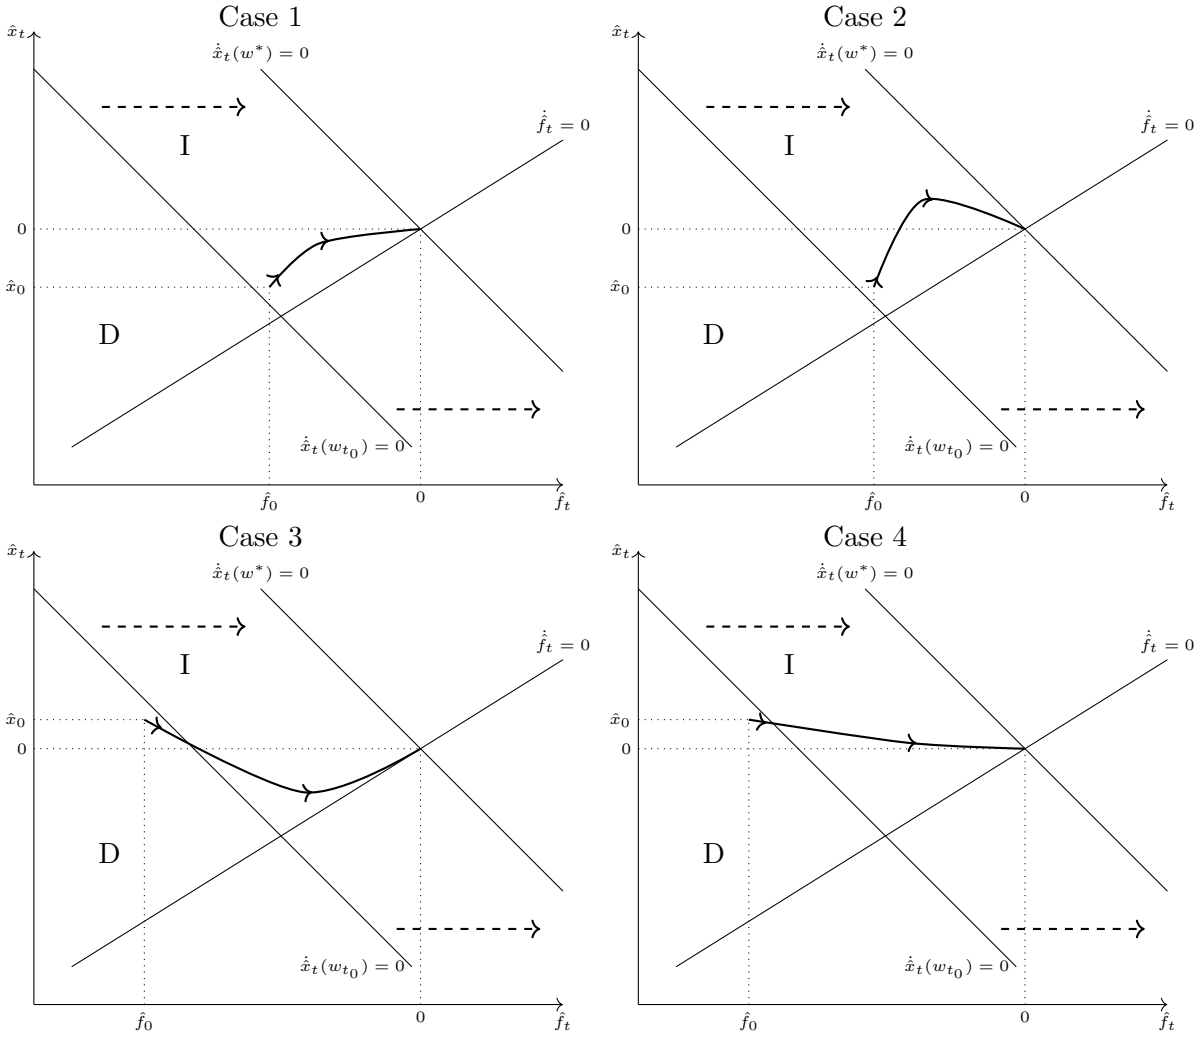 Case 1
x̂_t
ẋ̂_t(w*) = 0
ḟ̂_t = 0
I
0
x̂_0
D
ẋ̂_t(w_{t_0}) = 0
f̂_0
0
f̂_t
Case 2
x̂_t
ẋ̂_t(w*) = 0
ḟ̂_t = 0
I
0
x̂_0
D
ẋ̂_t(w_{t_0}) = 0
f̂_0
0
f̂_t
Case 3
x̂_t
ẋ̂_t(w*) = 0
ḟ̂_t = 0
I
x̂_0
0
D
ẋ̂_t(w_{t_0}) = 0
f̂_0
0
f̂_t
Case 4
x̂_t
ẋ̂_t(w*) = 0
ḟ̂_t = 0
I
x̂_0
0
D
ẋ̂_t(w_{t_0}) = 0
f̂_0
0
f̂_t